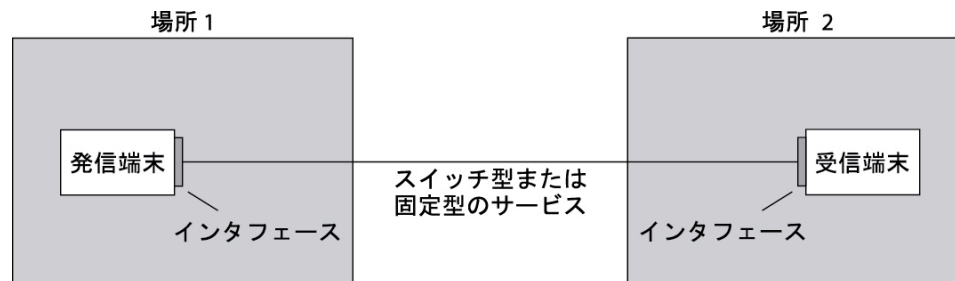 場所 1
場所 2
発信端末
受信端末
スイッチ型または
固定型のサービス
インタフェース
インタフェース